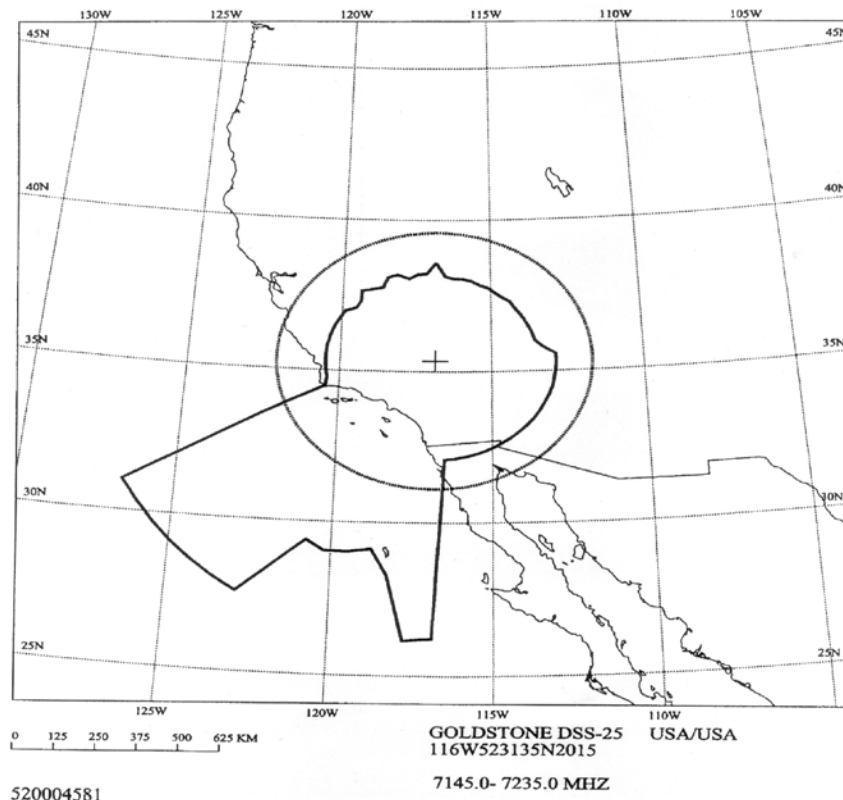 130W 125W 120W 115W 110W 105W
45N 45N
40N 40N
35N 35N
30N 30N
25N 25N
125W 120W 115W 110W
0 125 250 375 500 625 KM
GOLDSTONE DSS-25 USA/USA
116W523135N2015
7145.0- 7235.0 MHZ
520004581